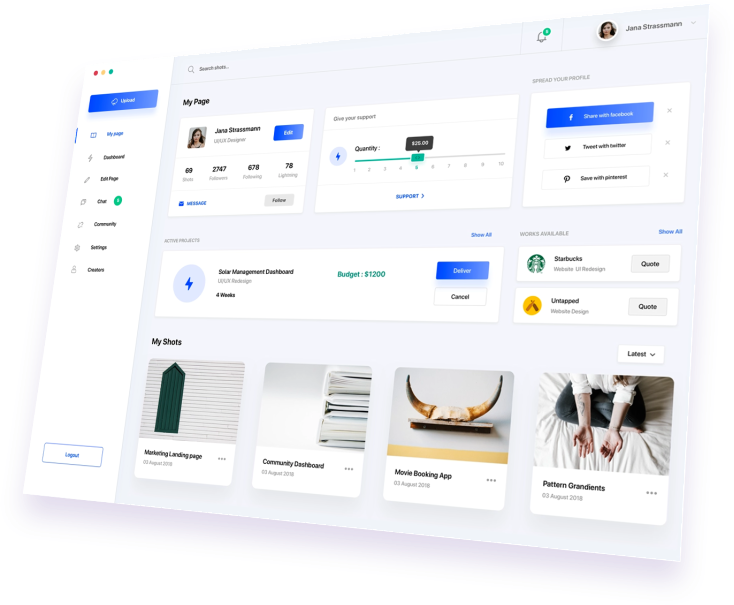 Search shots...
3
Jana Strassmann
Upload
My page
Dashboard
Edit Page
Chat
Community
Settings
Creators
Logout
My Page
Jana Strassmann
UI/UX Designer
Edit
69
2747
678
78
Shots
Followers
Following
Lightning
MESSAGE
Follow
Give your support
Quantity :
$25.00
1 2 3 4 5 6 7 8 9 10
SUPPORT
SPREAD YOUR PROFILE
Share with facebook
Tweet with twitter
Save with pinterest
ACTIVE PROJECTS
Show All
Solar Management Dashboard
UI/UX Redesign
4 Weeks
Budget : $1200
Deliver
Cancel
WORKS AVAILABLE
Show All
Starbucks
Website UI Redesign
Quote
Untapped
Website Design
Quote
My Shots
Latest
Marketing Landing page
03 August 2018
Community Dashboard
03 August 2018
Movie Booking App
03 August 2018
Pattern Grandients
03 August 2018